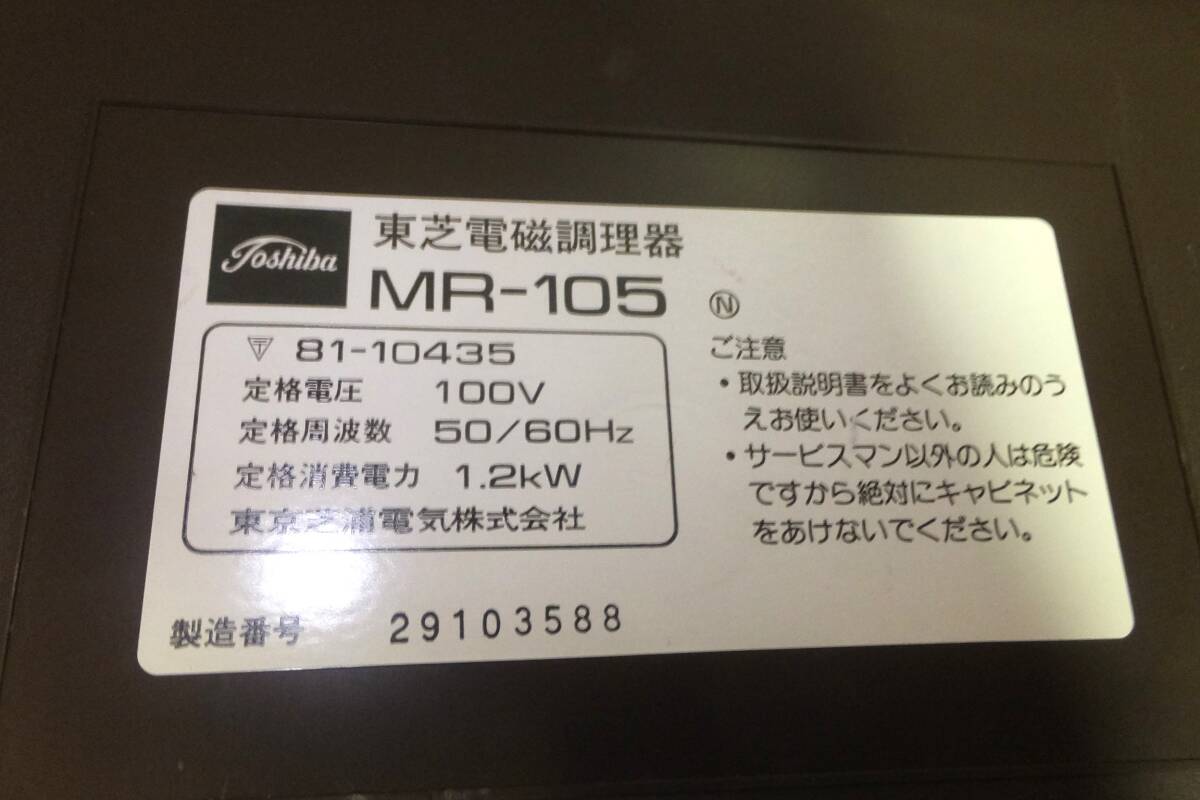 Toshiba
東芝電磁調理器
MR-105
N
〒 81-10435
定格電圧 100V
定格周波数 50/60Hz
定格消費電力 1.2kW
東京芝浦電気株式会社
ご注意
・取扱説明書をよくお読みのう
えお使いください。
・サービスマン以外の人は危険
ですから絶対にキャビネット
をあけないでください。
製造番号 29103588